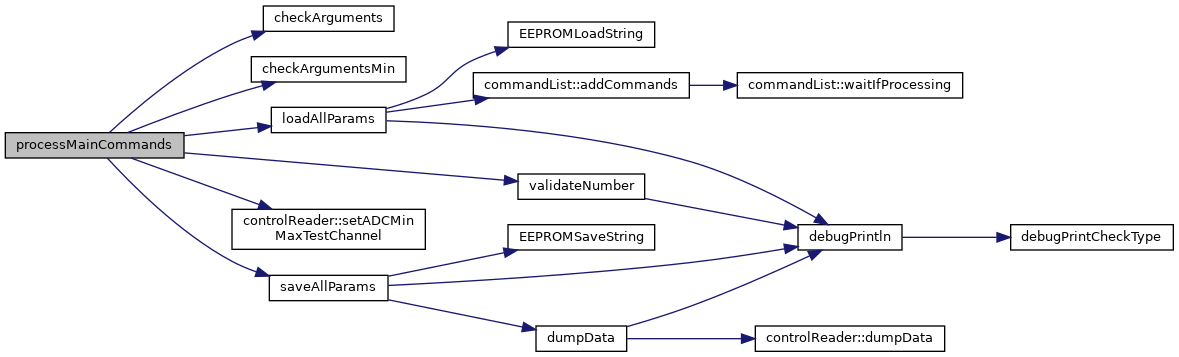 checkArguments
EEPROMLoadString
checkArgumentsMin
commandList::addCommands
commandList::waitIfProcessing
loadAllParams
processMainCommands
validateNumber
controlReader::setADCMin
MaxTestChannel
EEPROMSaveString
debugPrintln
debugPrintCheckType
saveAllParams
dumpData
controlReader::dumpData